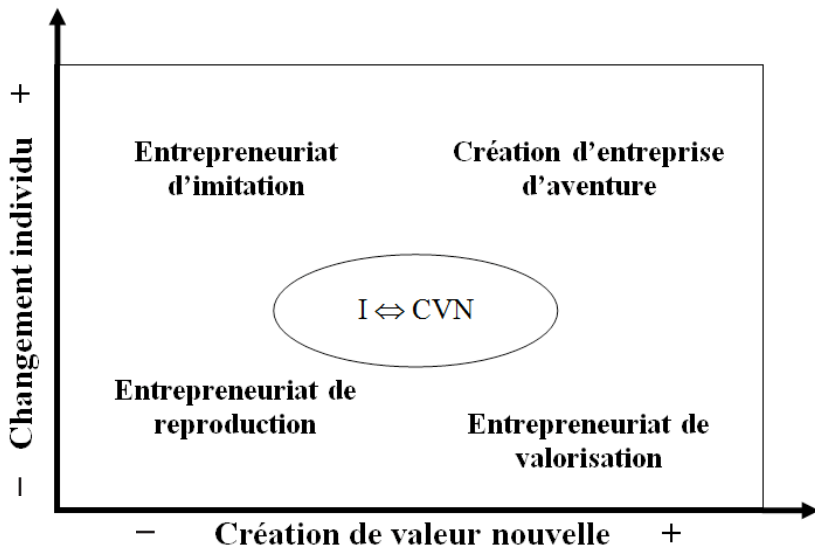 +
Changement individu
–
Entrepreneuriat
d'imitation
Création d'entreprise
d'aventure
I ⇔ CVN
Entrepreneuriat de
reproduction
Entrepreneuriat de
valorisation
– Création de valeur nouvelle +